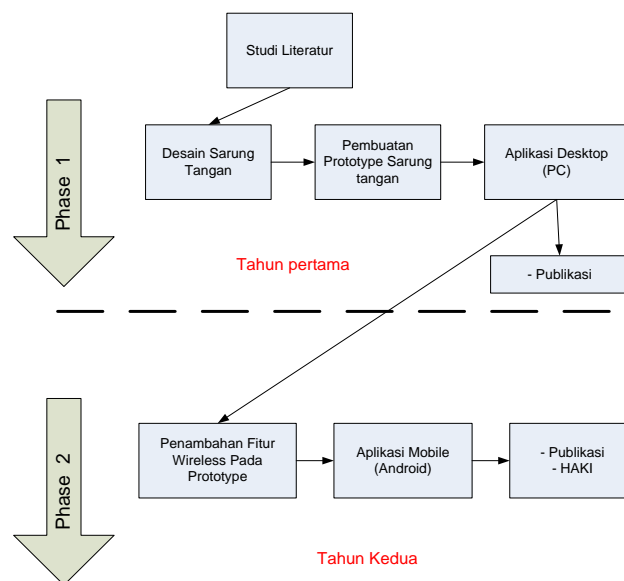 Studi Literatur
Phase 1
Desain Sarung
Tangan
Pembuatan
Prototype Sarung
tangan
Aplikasi Desktop
(PC)
Tahun pertama
- Publikasi
Phase 2
Penambahan Fitur
Wireless Pada
Prototype
Aplikasi Mobile
(Android)
- Publikasi
- HAKI
Tahun Kedua